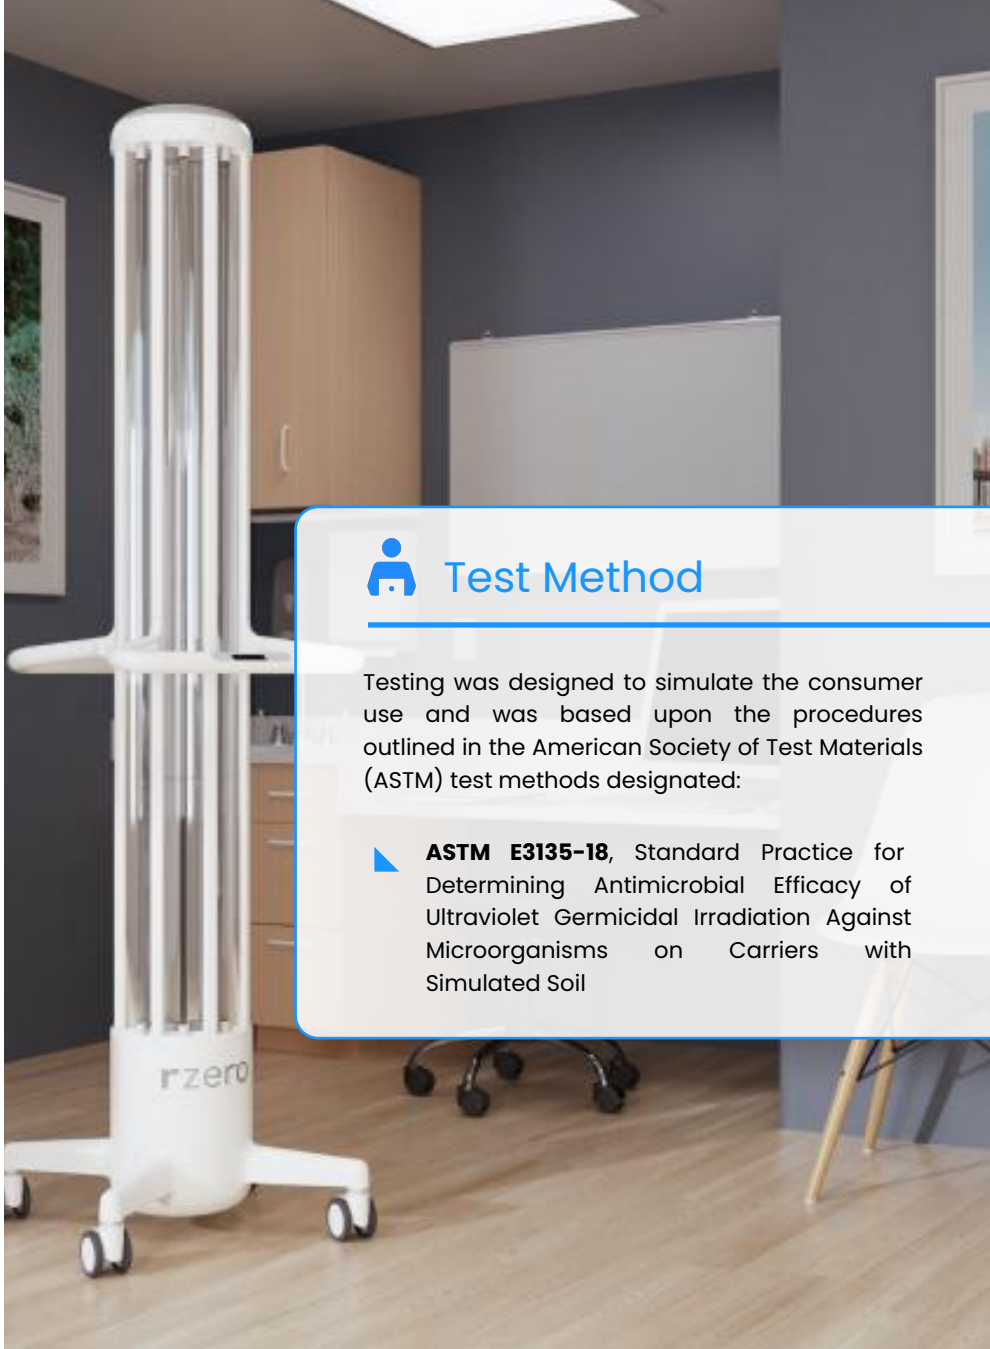 Test Method
Testing was designed to simulate the consumer
use and was based upon the procedures
outlined in the American Society of Test Materials
(ASTM) test methods designated:
ASTM E3135-18, Standard Practice for
Determining Antimicrobial Efficacy of
Ultraviolet Germicidal Irradiation Against
Microorganisms on Carriers with
Simulated Soil
rzero